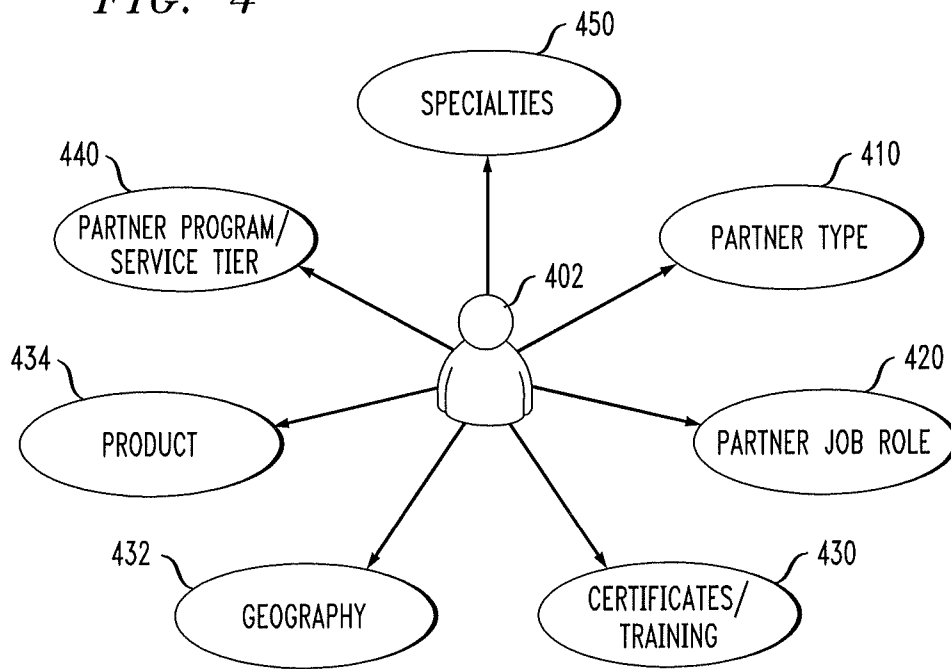 FIG. 4
450
SPECIALTIES
440
410
PARTNER PROGRAM/
SERVICE TIER
PARTNER TYPE
402
434
420
PRODUCT
PARTNER JOB ROLE
432
430
GEOGRAPHY
CERTIFICATES/
TRAINING